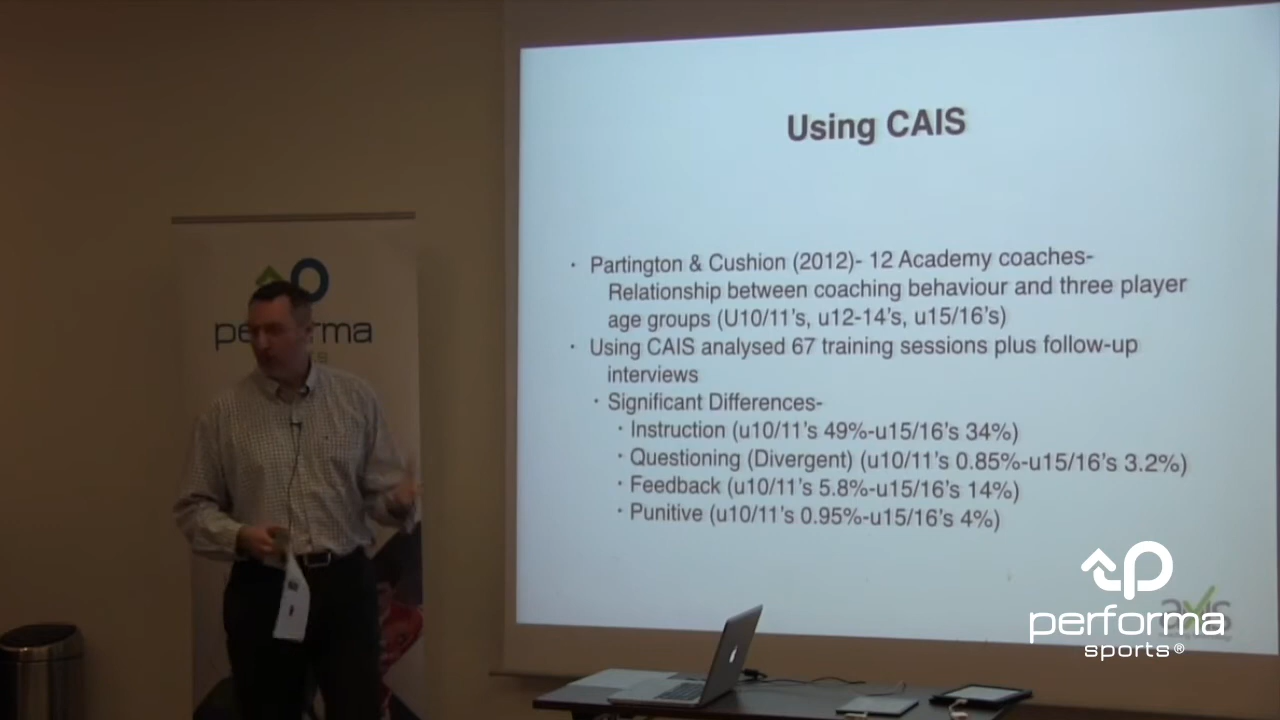 Using CAIS
· Partington & Cushion (2012)- 12 Academy coaches-
Relationship between coaching behaviour and three player
age groups (U10/11's, u12-14's, u15/16's)
· Using CAIS analysed 67 training sessions plus follow-up
interviews
· Significant Differences-
· Instruction (u10/11's 49%-u15/16's 34%)
· Questioning (Divergent) (u10/11's 0.85%-u15/16's 3.2%)
· Feedback (u10/11's 5.8%-u15/16's 14%)
· Punitive (u10/11's 0.95%-u15/16's 4%)
performa
sports®